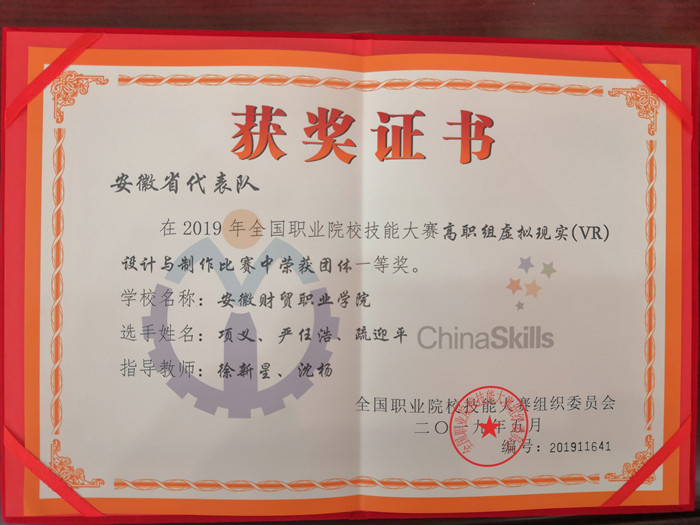 获奖证书
安徽省代表队
在2019年全国职业院校技能大赛高职组虚拟现实(VR)
设计与制作比赛中荣获团体一等奖。
学校名称：安徽财贸职业学院
选手姓名：项义、严任浩、疏迎平
ChinaSkills
指导教师：徐新星、沈杨
全国职业院校技能大赛组织委员会
二〇一九年五月
编号：201911641